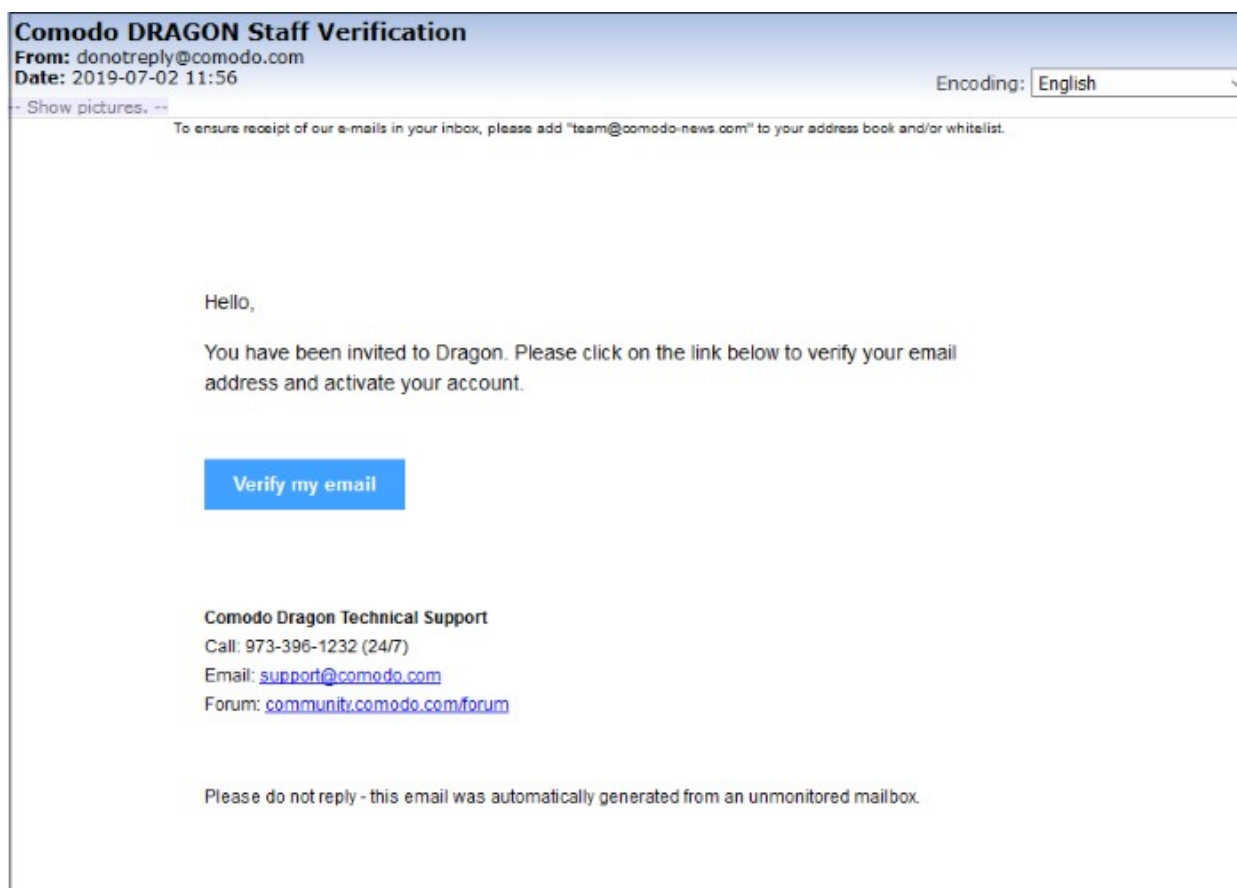 Comodo DRAGON Staff Verification
From: donotreply@comodo.com
Date: 2019-07-02 11:56
Encoding: English
-- Show pictures. --
To ensure receipt of our e-mails in your inbox, please add "team@comodo-news.com" to your address book and/or whitelist.
Hello,
You have been invited to Dragon. Please click on the link below to verify your email
address and activate your account.
Verify my email
Comodo Dragon Technical Support
Call: 973-396-1232 (24/7)
Email: support@comodo.com
Forum: community.comodo.com/forum
Please do not reply - this email was automatically generated from an unmonitored mailbox.